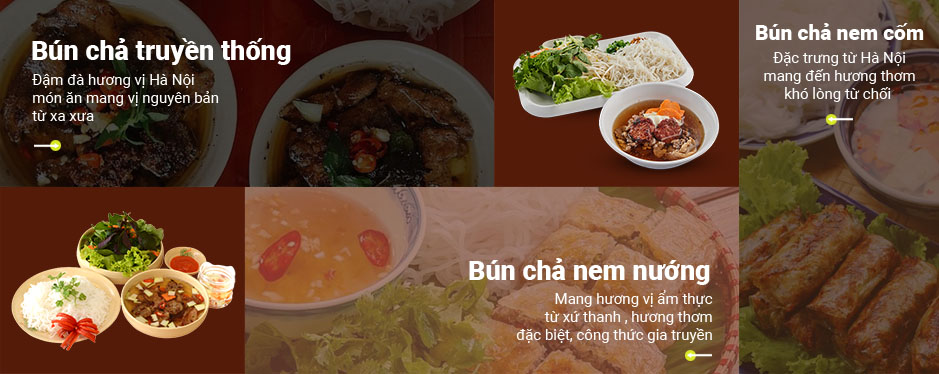 Bún chả truyền thống
Đậm đà hương vị Hà Nội
món ăn mang vị nguyên bản
từ xa xưa
Bún chả nem cốm
Đặc trưng từ Hà Nội
mang đến hương thơm
khó lòng từ chối
Bún chả nem nướng
Mang hương vị ẩm thực
từ xứ thanh , hương thơm
đặc biệt, công thức gia truyền